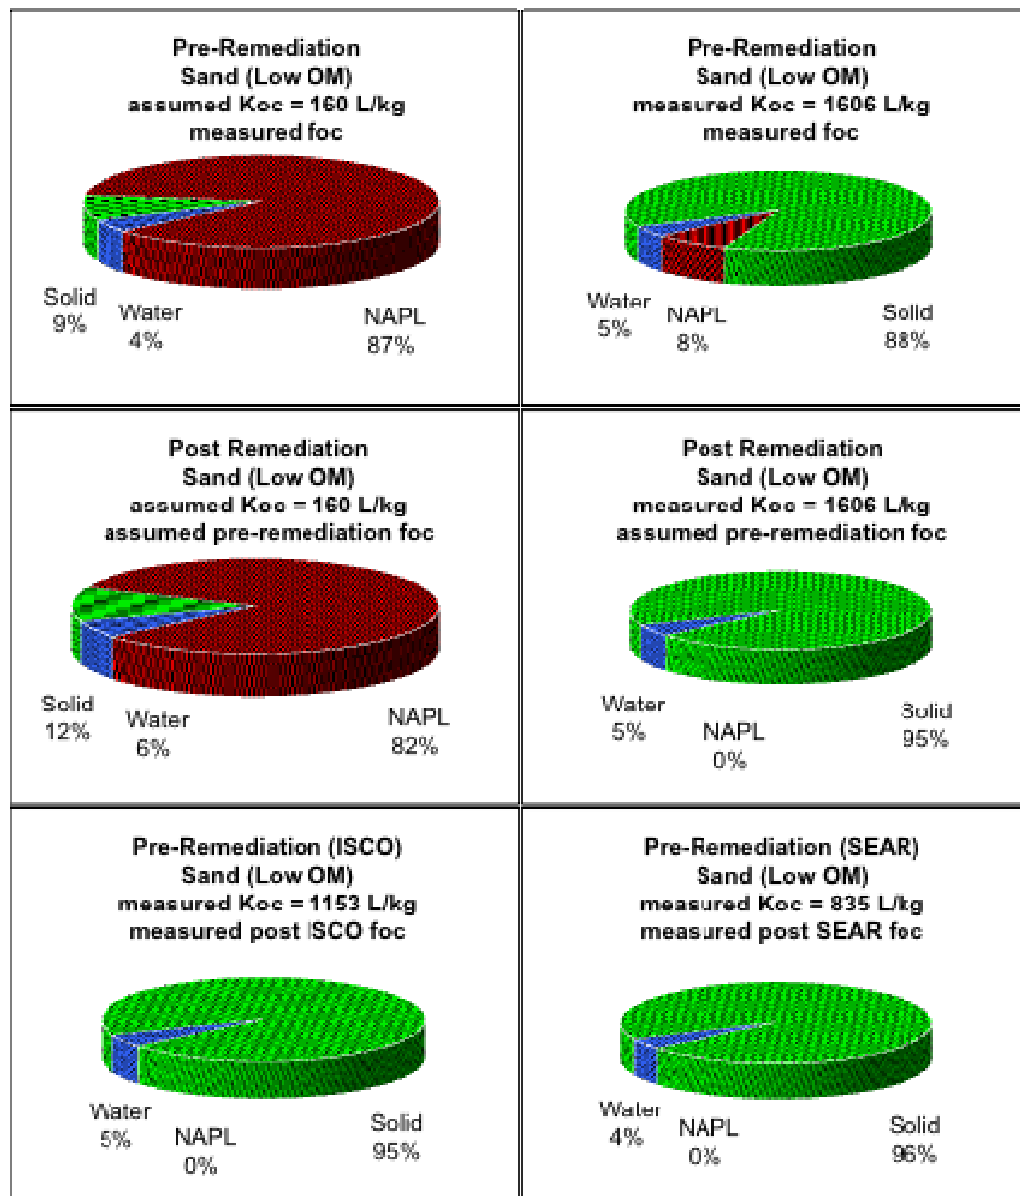 Pre-Remediation
Sand (Low OM)
assumed Koc = 160 L/kg
measured foc
Solid
9%
Water
4%
NAPL
87%
Pre-Remediation
Sand (Low OM)
measured Koc = 1606 L/kg
measured foc
Water
5%
NAPL
8%
Solid
88%
Post Remediation
Sand (Low OM)
assumed Koc = 160 L/kg
assumed pre-remediation foc
Solid
12%
Water
6%
NAPL
82%
Post Remediation
Sand (Low OM)
measured Koc = 1606 L/kg
assumed pre-remediation foc
Water
5%
NAPL
0%
Solid
95%
Pre-Remediation (ISCO)
Sand (Low OM)
measured Koc = 1153 L/kg
measured post ISCO foc
Water
5%
NAPL
0%
Solid
95%
Pre-Remediation (SEAR)
Sand (Low OM)
measured Koc = 835 L/kg
measured post SEAR foc
Water
4%
NAPL
0%
Solid
96%